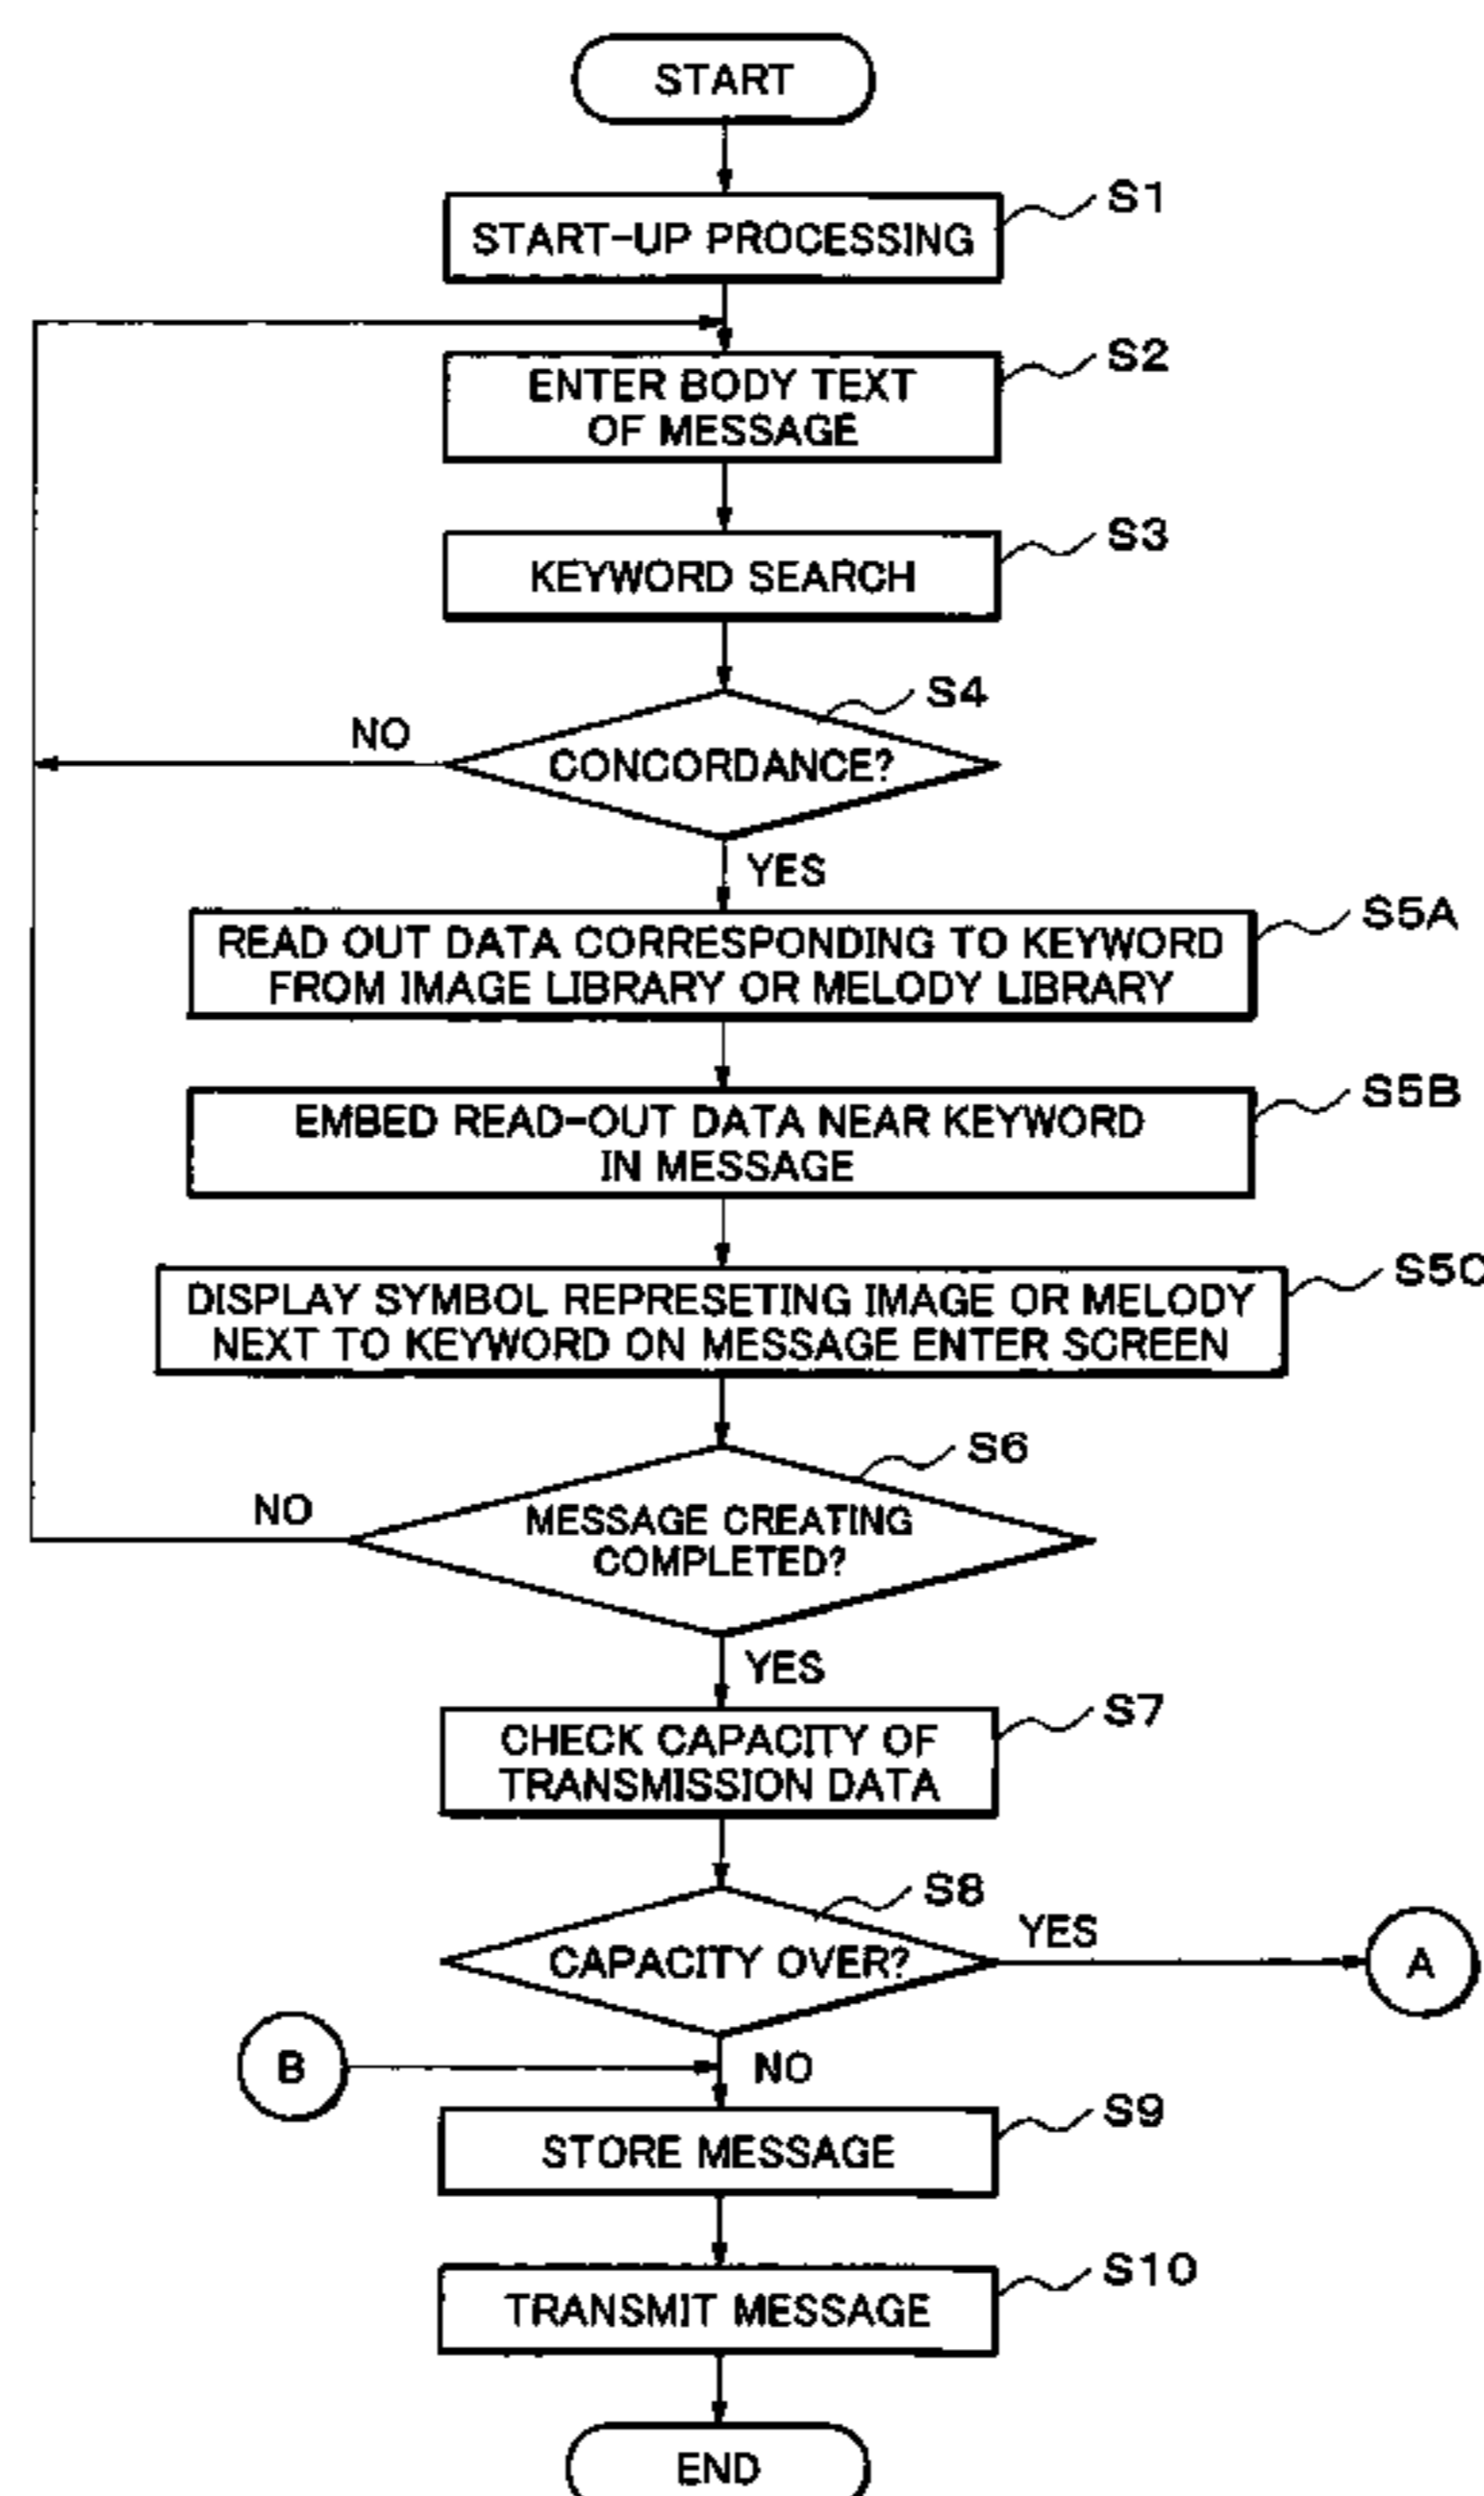 START
S1
START-UP PROCESSING
S2
ENTER BODY TEXT
OF MESSAGE
S3
KEYWORD SEARCH
S4
NO
CONCORDANCE?
YES
S5A
READ OUT DATA CORRESPONDING TO KEYWORD
FROM IMAGE LIBRARY OR MELODY LIBRARY
S5B
EMBED READ-OUT DATA NEAR KEYWORD
IN MESSAGE
S5C
DISPLAY SYMBOL REPRESETING IMAGE OR MELODY
NEXT TO KEYWORD ON MESSAGE ENTER SCREEN
S6
NO
MESSAGE CREATING
COMPLETED?
YES
S7
CHECK CAPACITY OF
TRANSMISSION DATA
S8
YES
CAPACITY OVER?
A
B
NO
S9
STORE MESSAGE
S10
TRANSMIT MESSAGE
END